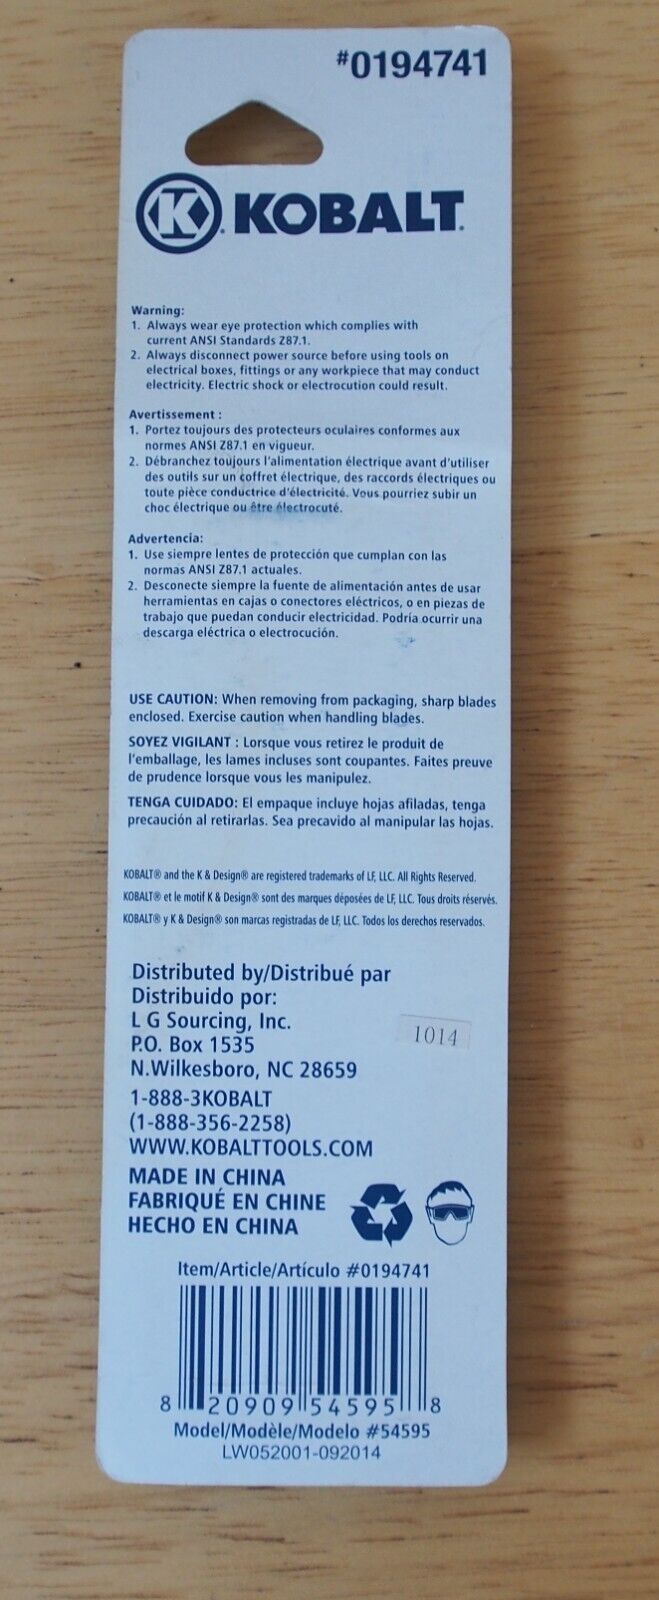 #0194741
K. KOBALT.
Warning:
1. Always wear eye protection which complies with
current ANSI Standards Z87.1.
2. Always disconnect power source before using tools on
electrical boxes, fittings or any workpiece that may conduct
electricity. Electric shock or electrocution could result.
Avertissement :
1. Portez toujours des protecteurs oculaires conformes aux
normes ANSI Z87.1 en vigueur.
2. Débranchez toujours l'alimentation électrique avant d'utiliser
des outils sur un coffret électrique, des raccords électriques ou
toute pièce conductrice d'électricité. Vous pourriez subir un
choc électrique ou être électrocuté.
Advertencia:
1. Use siempre lentes de protección que cumplan con las
normas ANSI Z87.1 actuales.
2. Desconecte siempre la fuente de alimentación antes de usar
herramientas en cajas o conectores eléctricos, o en piezas de
trabajo que puedan conducir electricidad. Podría ocurrir una
descarga eléctrica o electrocución.
USE CAUTION: When removing from packaging, sharp blades
enclosed. Exercise caution when handling blades.
SOYEZ VIGILANT : Lorsque vous retirez le produit de
l'emballage, les lames incluses sont coupantes. Faites preuve
de prudence lorsque vous les manipulez.
TENGA CUIDADO: El empaque incluye hojas afiladas, tenga
precaución al retirarlas. Sea precavido al manipular las hojas.
KOBALT® and the K & Design® are registered trademarks of LF, LLC. All Rights Reserved.
KOBALT® et le motif K & Design® sont des marques déposées de LF, LLC. Tous droits réservés.
KOBALT® y K & Design® son marcas registradas de LF, LLC. Todos los derechos reservados.
Distributed by/Distribué par
Distribuido por:
L G Sourcing, Inc.
P.O. Box 1535
N.Wilkesboro, NC 28659
1014
1-888-3KOBALT
(1-888-356-2258)
WWW.KOBALTTOOLS.COM
MADE IN CHINA
FABRIQUÉ EN CHINE
HECHO EN CHINA
Item/Article/Artículo #0194741
8 20909 54595 8
Model/Modèle/Modelo #54595
LW052001-092014